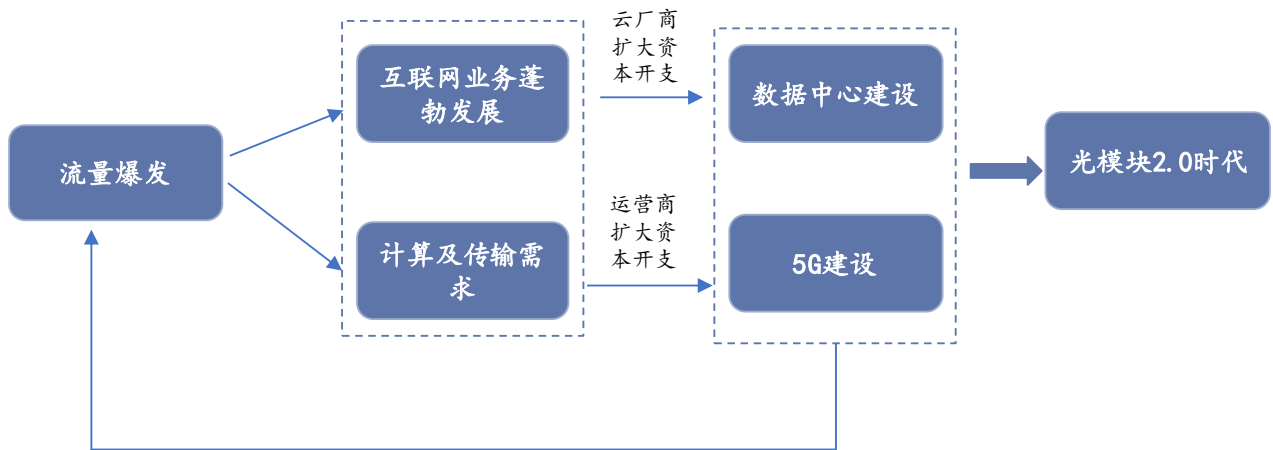 流量爆发
互联网业务蓬
勃发展
计算及传输需
求
云厂商
扩大资
本开支
运营商
扩大资
本开支
数据中心建设
5G建设
光模块2.0时代